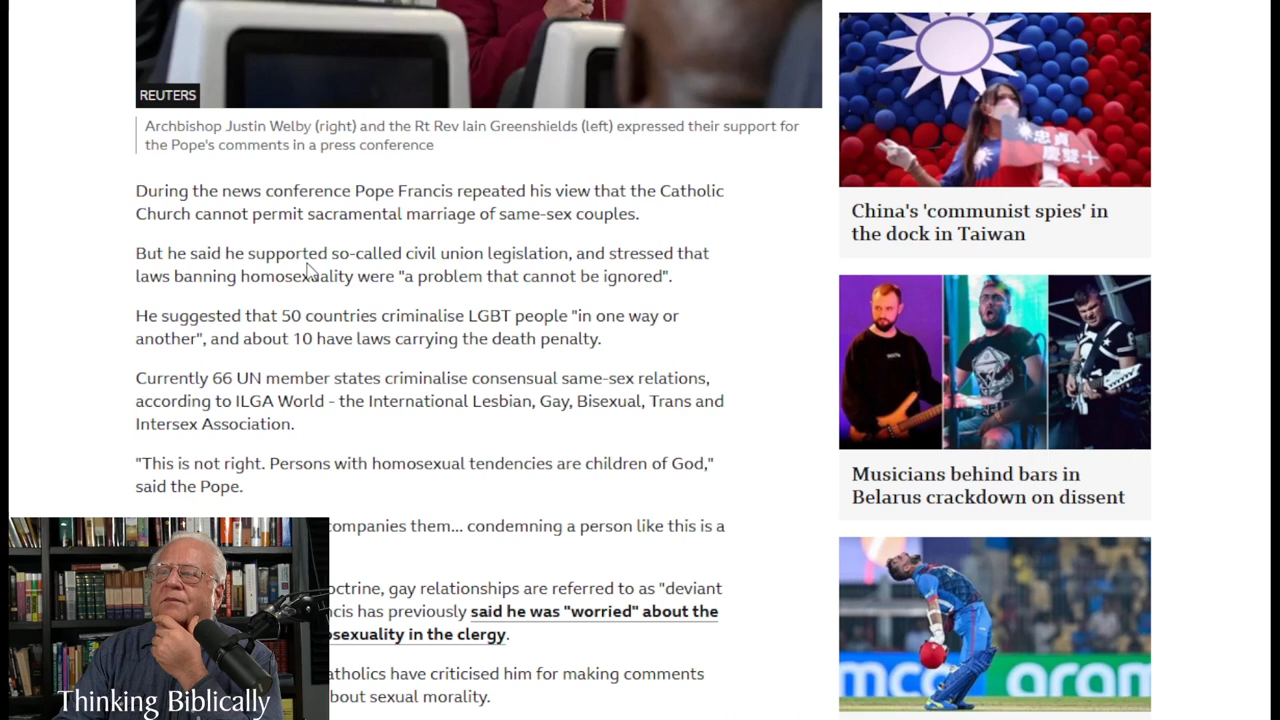 REUTERS
Archbishop Justin Welby (right) and the Rt Rev Iain Greenshields (left) expressed their support for
the Pope's comments in a press conference
During the news conference Pope Francis repeated his view that the Catholic
Church cannot permit sacramental marriage of same-sex couples.
But he said he supported so-called civil union legislation, and stressed that
laws banning homosexuality were "a problem that cannot be ignored".
He suggested that 50 countries criminalise LGBT people "in one way or
another", and about 10 have laws carrying the death penalty.
Currently 66 UN member states criminalise consensual same-sex relations,
according to ILGA World - the International Lesbian, Gay, Bisexual, Trans and
Intersex Association.
"This is not right. Persons with homosexual tendencies are children of God,"
said the Pope.
companies them... condemning a person like this is a
octrine, gay relationships are referred to as "deviant
ncis has previously said he was "worried" about the
osexuality in the clergy.
atholics have criticised him for making comments
bout sexual morality.
Thinking Biblically
忠貞
慶雙十
China's 'communist spies' in
the dock in Taiwan
Musicians behind bars in
Belarus crackdown on dissent
aram